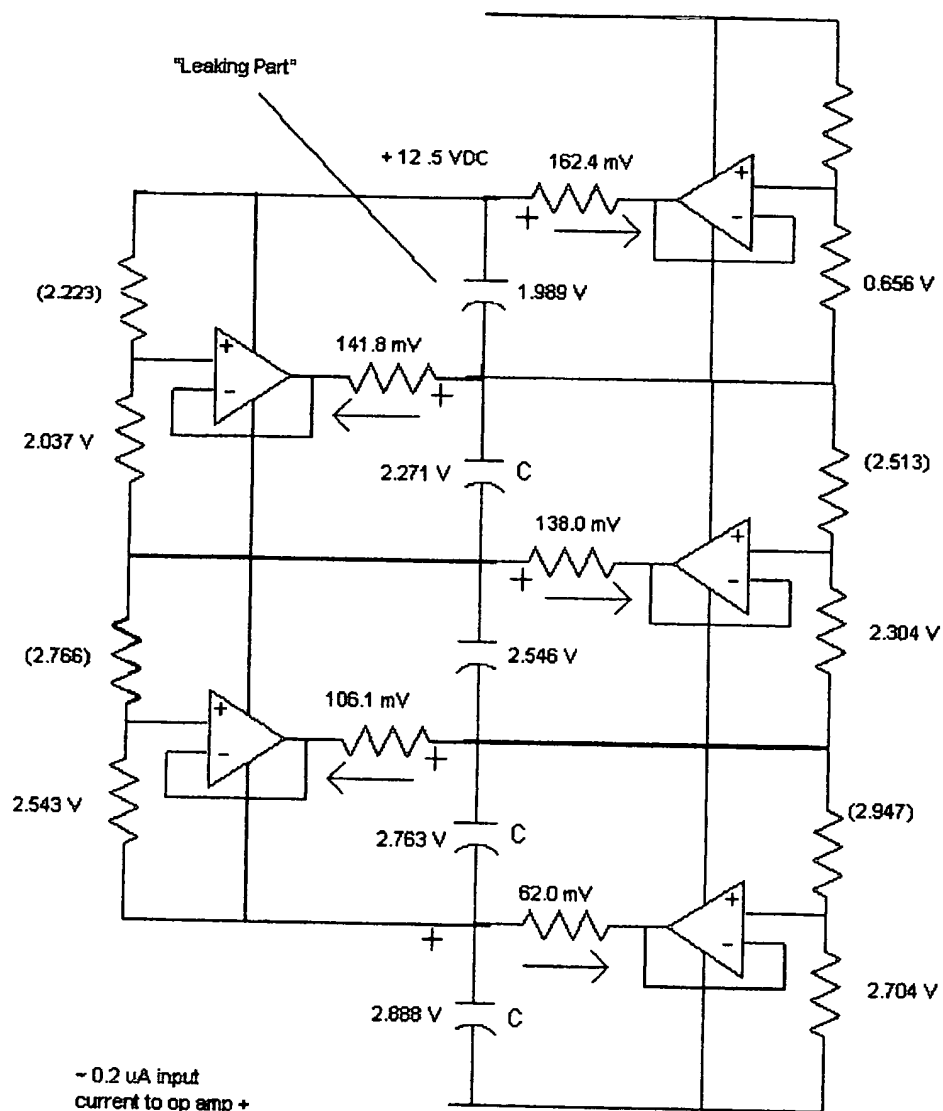 "Leaking Part"
+ 12 .5 VDC
162.4 mV
+
-
+
(2.223)
1.989 V
0.656 V
+
-
141.8 mV
+
2.037 V
2.271 V C
(2.513)
138.0 mV
+
-
+
(2.766)
2.546 V
2.304 V
+
-
106.1 mV
+
2.543 V
2.763 V C
(2.947)
62.0 mV
+
-
+
2.888 V C
2.704 V
~ 0.2 uA input
current to op amp +